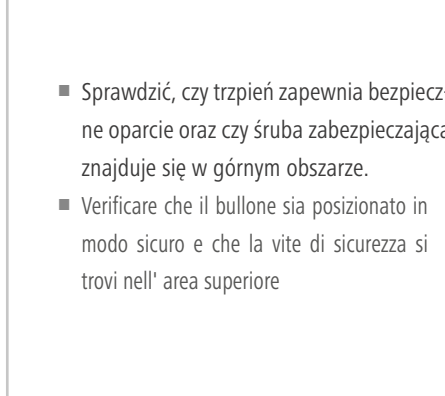 ■ Sprawdzić, czy trzpień zapewnia bezpiecz-
ne oparcie oraz czy śruba zabezpieczająca
znajduje się w górnym obszarze.
■ Verificare che il bullone sia posizionato in
modo sicuro e che la vite di sicurezza si
trovi nell' area superiore